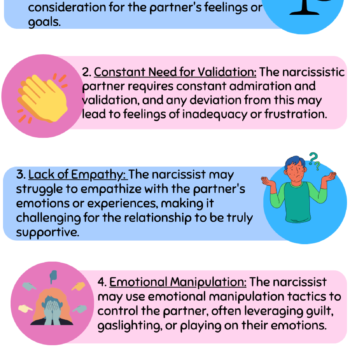 consideration for the partner's feelings or
goals.
2. Constant Need for Validation: The narcissistic
partner requires constant admiration and
validation, and any deviation from this may
lead to feelings of inadequacy or frustration.
3. Lack of Empathy: The narcissist may
struggle to empathize with the partner's
emotions or experiences, making it
challenging for the relationship to be truly
supportive.
4. Emotional Manipulation: The narcissist
may use emotional manipulation tactics to
control the partner, often leveraging guilt,
gaslighting, or playing on their emotions.